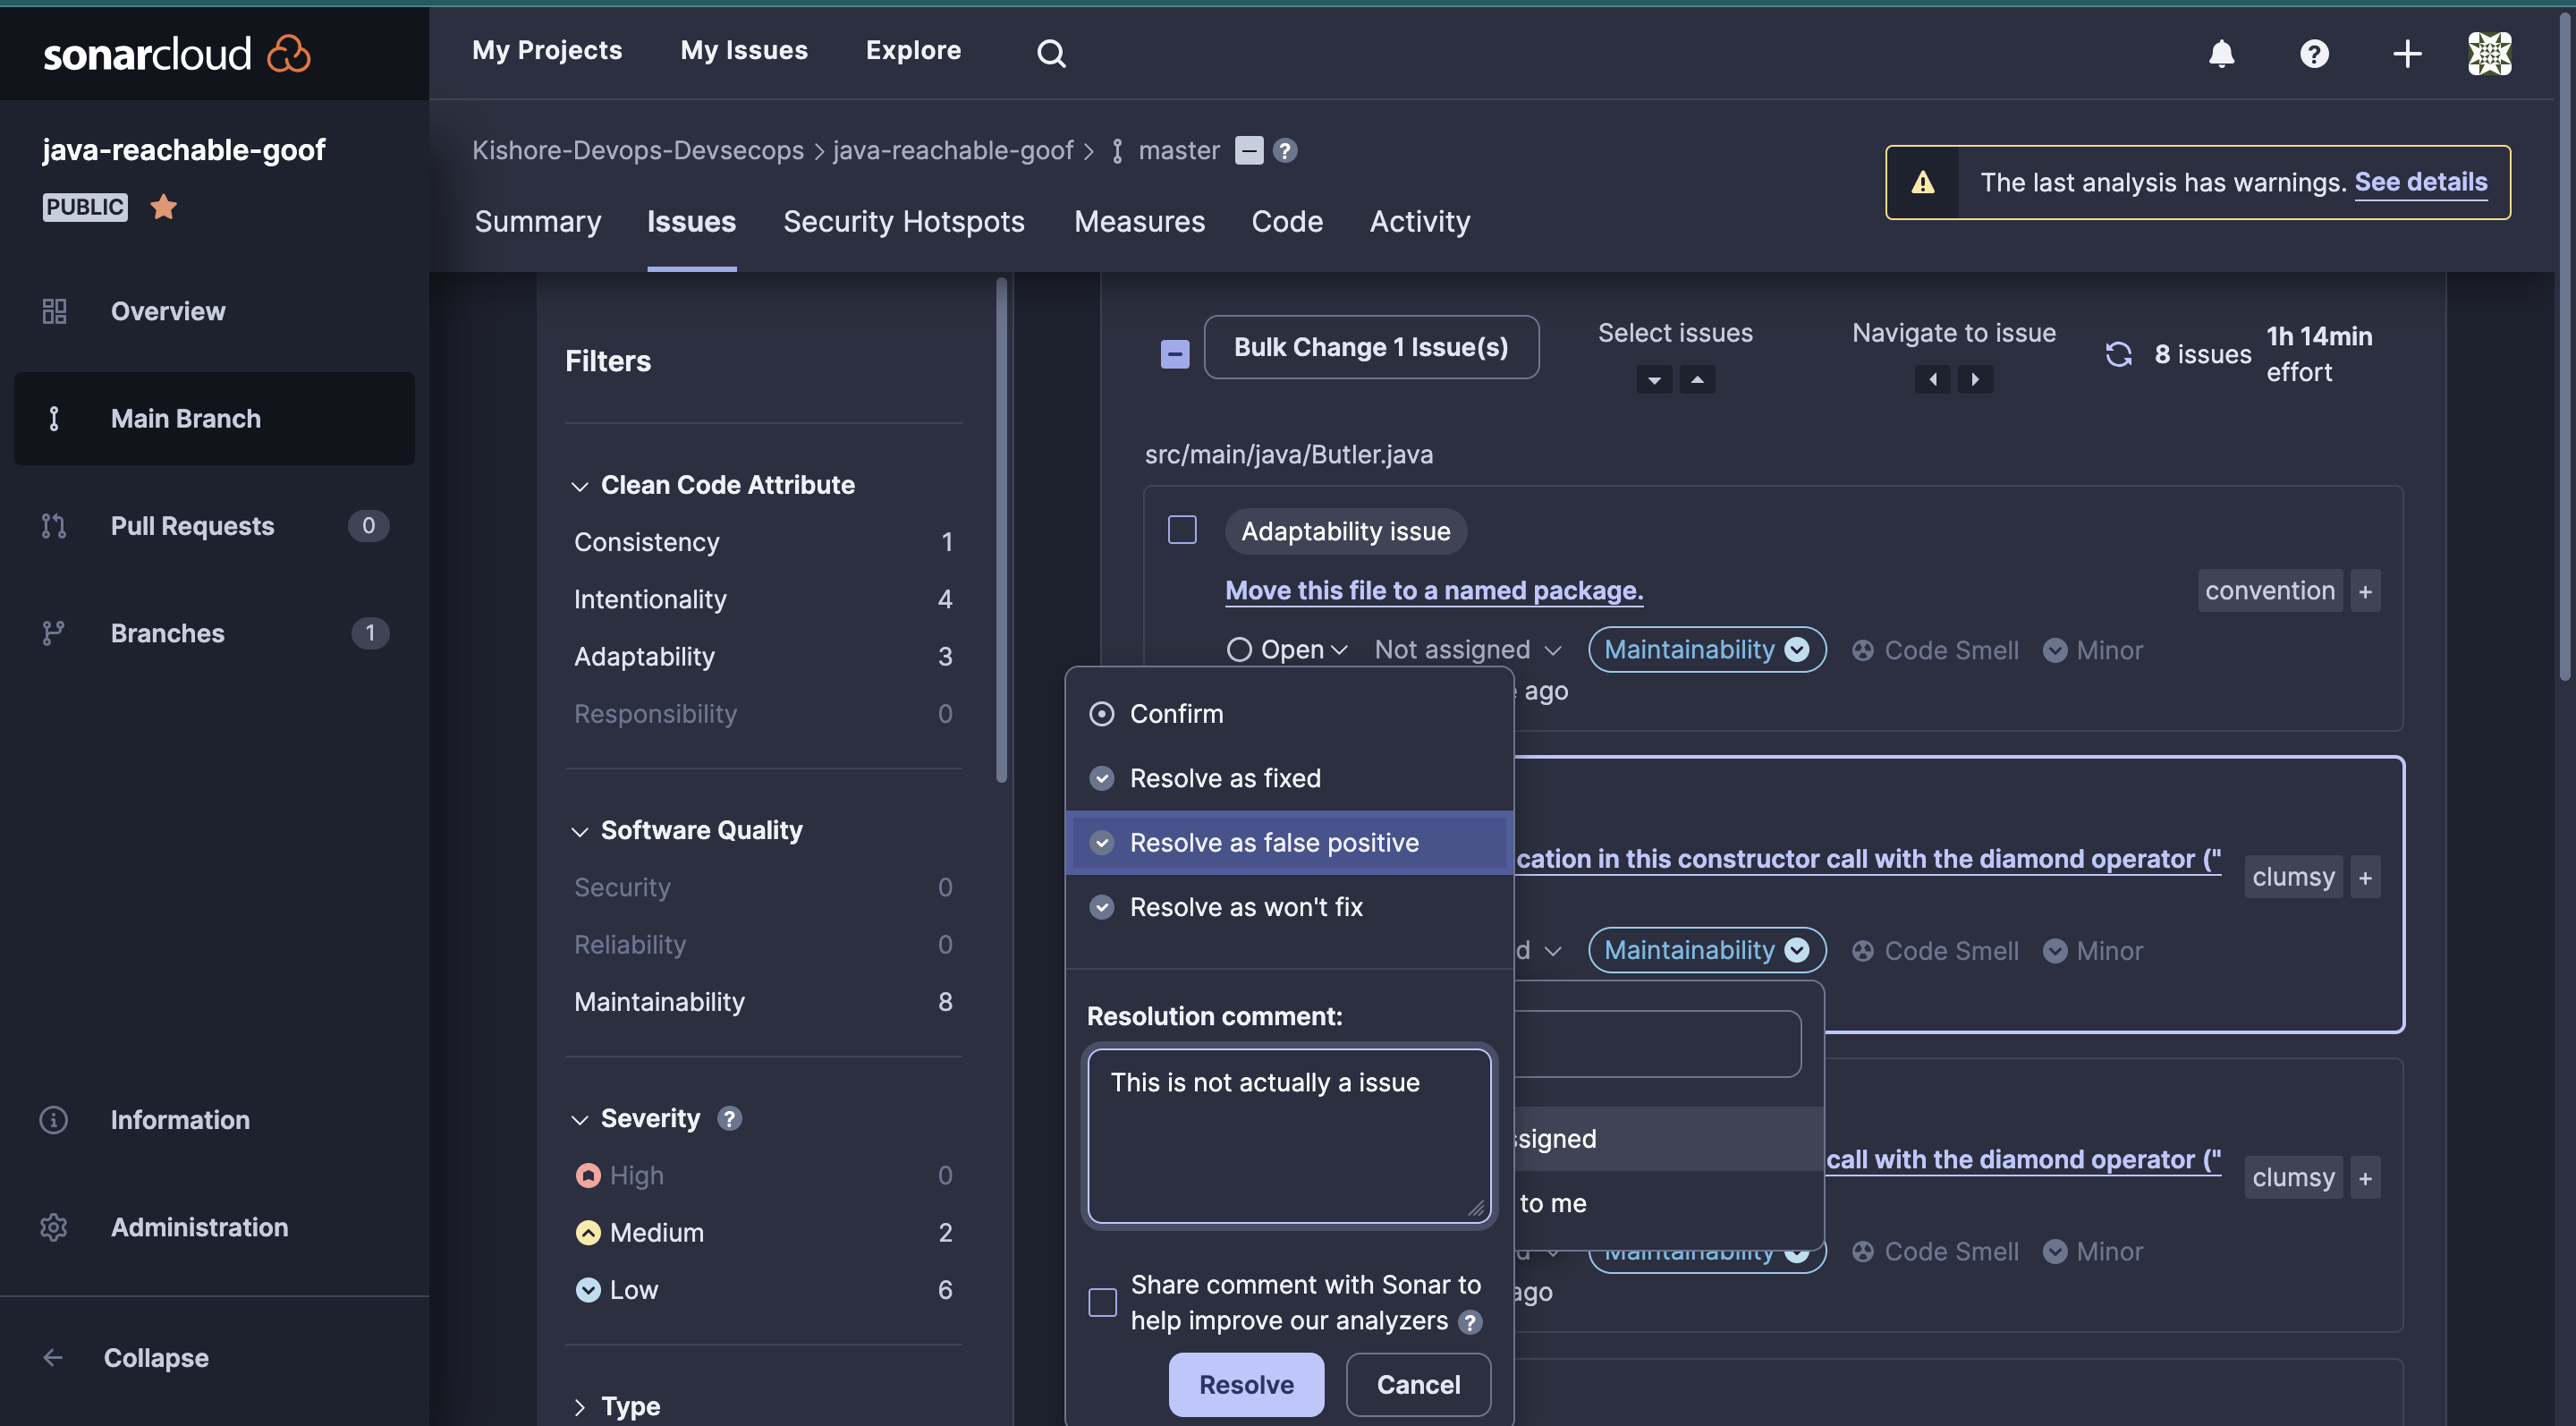 sonarcloud
My Projects
My Issues
Explore
java-reachable-goof
PUBLIC
Overview
Main Branch
Pull Requests 0
Branches 1
Information
Administration
Collapse
Kishore-Devops-Devsecops > java-reachable-goof > master
The last analysis has warnings. See details
Summary
Issues
Security Hotspots
Measures
Code
Activity
Filters
Clean Code Attribute
Consistency 1
Intentionality 4
Adaptability 3
Responsibility 0
Software Quality
Security 0
Reliability 0
Maintainability 8
Severity ?
High 0
Medium 2
Low 6
Type
Bulk Change 1 Issue(s)
Select issues
Navigate to issue
8 issues
1h 14min
effort
src/main/java/Butler.java
Adaptability issue
Move this file to a named package.
convention +
Open
Not assigned
Maintainability
Code Smell
Minor
ago
Confirm
Resolve as fixed
Resolve as false positive
Resolve as won't fix
Resolution comment:
This is not actually a issue
Share comment with Sonar to
help improve our analyzers ?
Resolve
Cancel
cation in this constructor call with the diamond operator ("
clumsy +
d
Maintainability
Code Smell
Minor
ssigned
to me
call with the diamond operator ("
clumsy +
Maintainability
Code Smell
Minor
ago